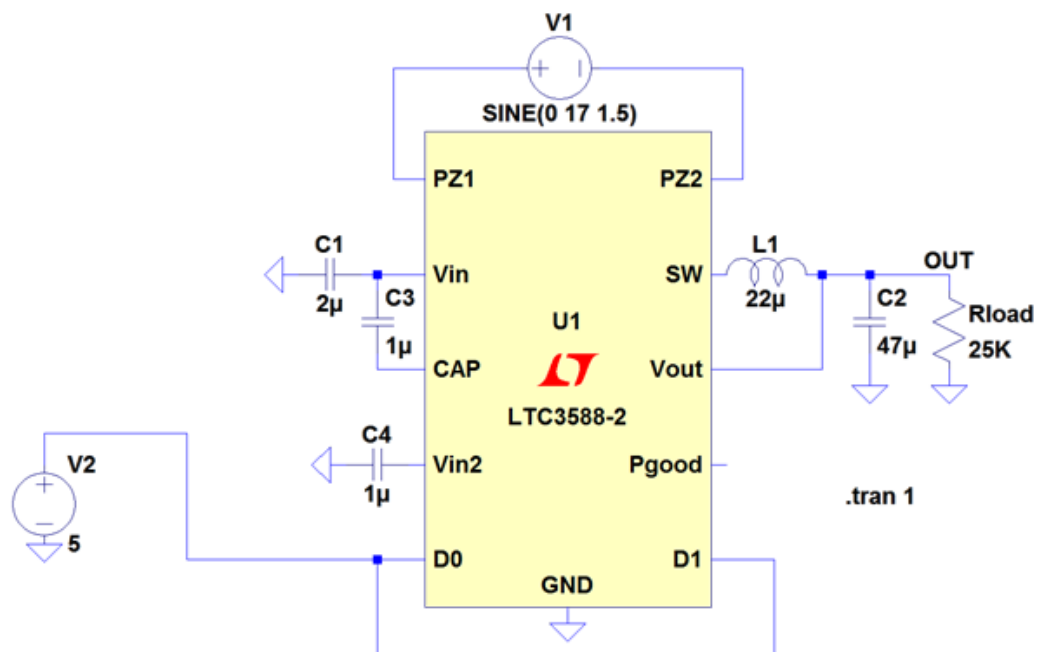 V1
+ −
SINE(0 17 1.5)
PZ1
PZ2
C1
2µ
Vin
C3
1µ
CAP
U1
LTC3588-2
SW
L1
22µ
OUT
C2
47µ
Rload
25K
Vout
C4
1µ
Vin2
Pgood
V2
+
−
5
.tran 1
D0
D1
GND